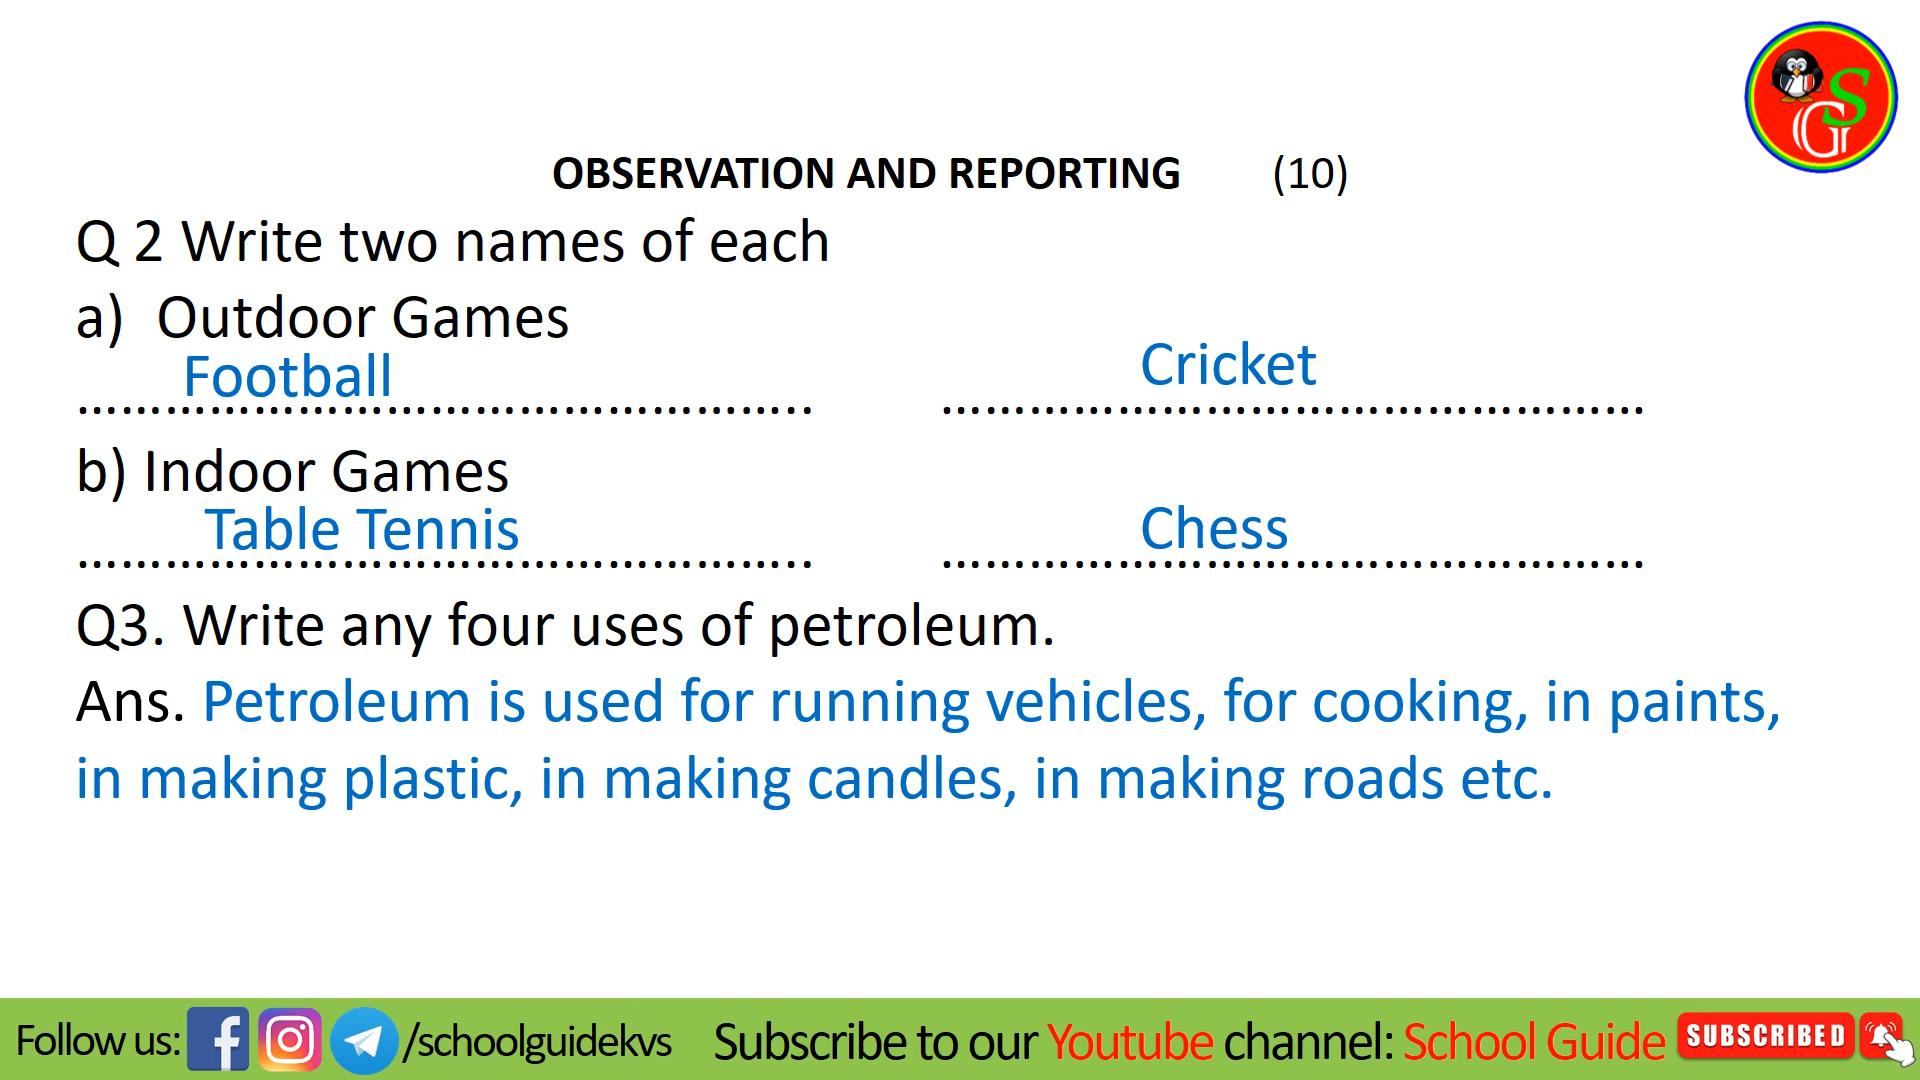 SG
OBSERVATION AND REPORTING (10)
Q 2 Write two names of each
a) Outdoor Games
Football Cricket
………………………………………….. …………………………………………
b) Indoor Games
Table Tennis Chess
………………………………………….. …………………………………………
Q3. Write any four uses of petroleum.
Ans. Petroleum is used for running vehicles, for cooking, in paints,
in making plastic, in making candles, in making roads etc.
Follow us: /schoolguidekvs Subscribe to our Youtube channel: School Guide SUBSCRIBED